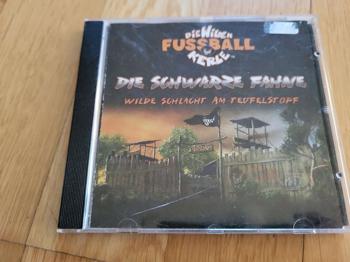 DIE WILDEN
FUSSBALL
KERLE
DIE SCHWARZE FAHNE
WILDE SCHLACHT AM TEUFELSTOPF